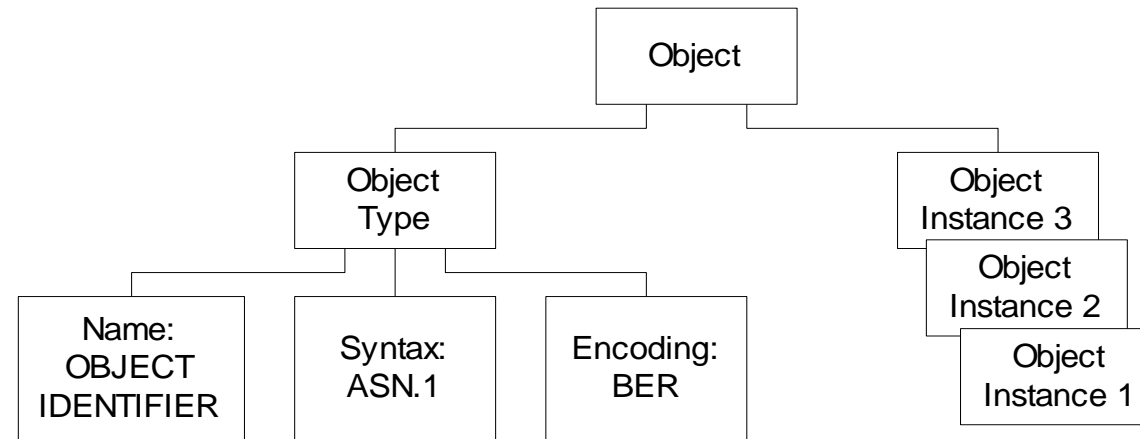 Object
Object
Type
Object
Instance 3
Object
Instance 2
Object
Instance 1
Name:
OBJECT
IDENTIFIER
Syntax:
ASN.1
Encoding:
BER